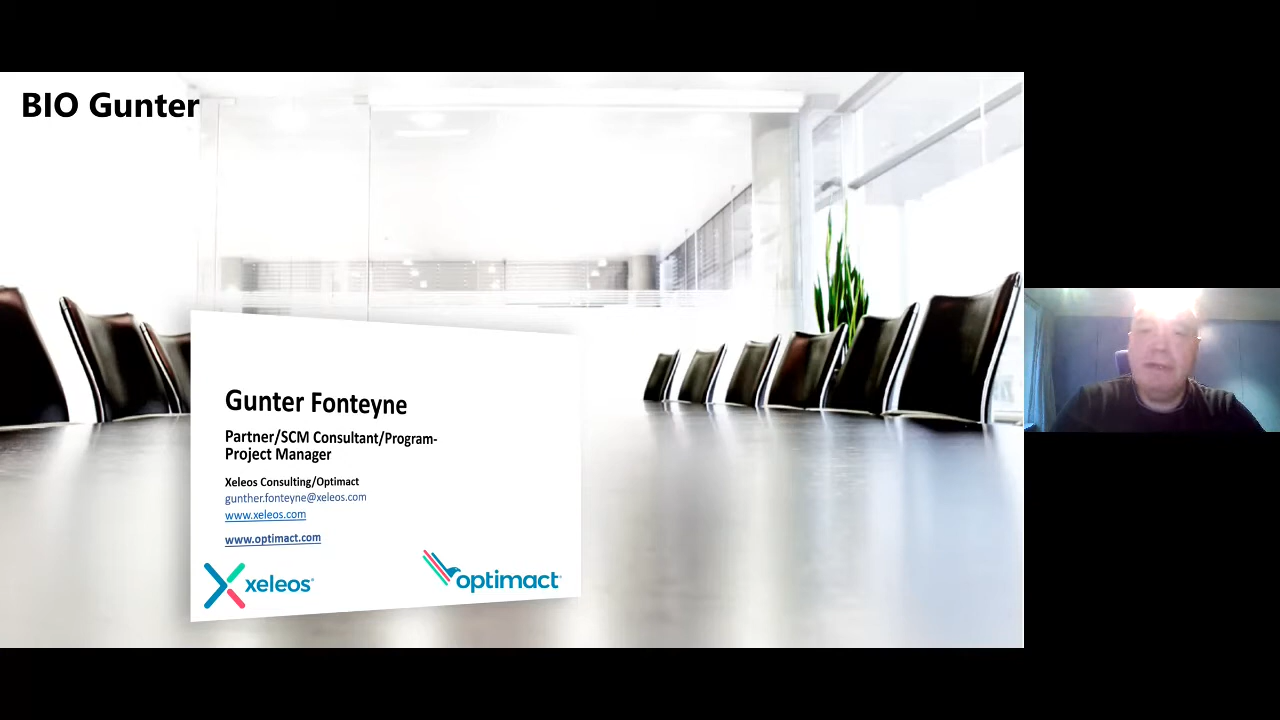 BIO Gunter
Gunter Fonteyne
Partner/SCM Consultant/Program-
Project Manager
Xeleos Consulting/Optimact
gunther.fonteyne@xeleos.com
www.xeleos.com
www.optimact.com
xeleos
optimact